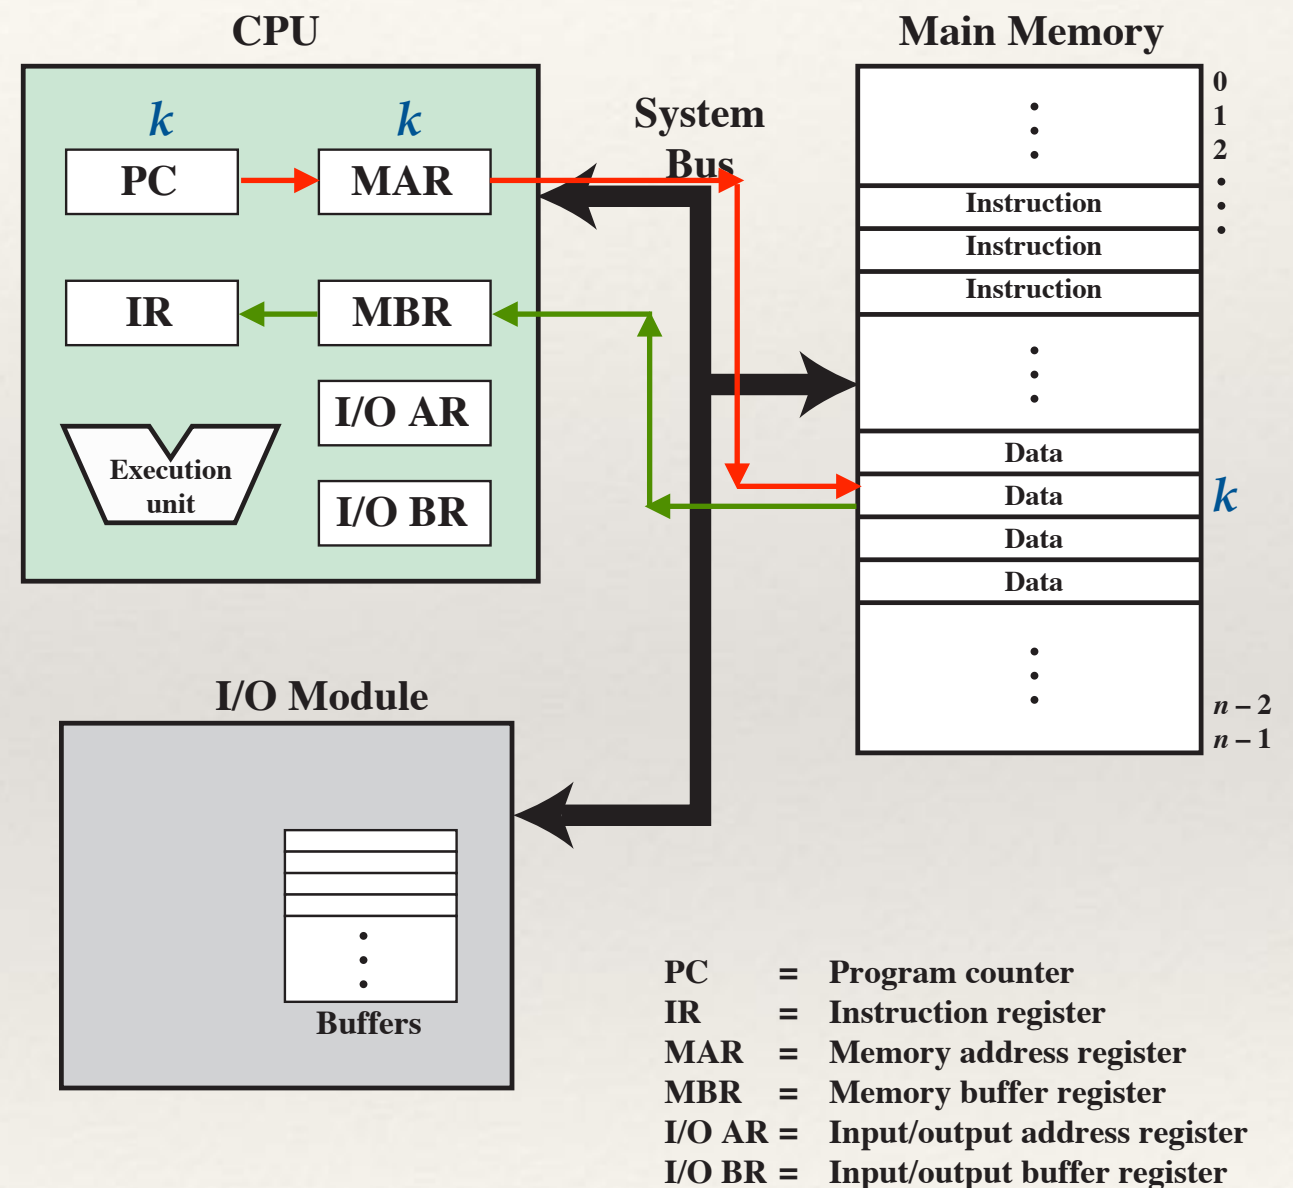 CPU
Main Memory
System
Bus
k
k
PC
MAR
IR
MBR
I/O AR
I/O BR
Execution
unit
0
1
2
Instruction
Instruction
Instruction
Data
Data
k
Data
Data
n – 2
n – 1
I/O Module
Buffers
PC = Program counter
IR = Instruction register
MAR = Memory address register
MBR = Memory buffer register
I/O AR = Input/output address register
I/O BR = Input/output buffer register